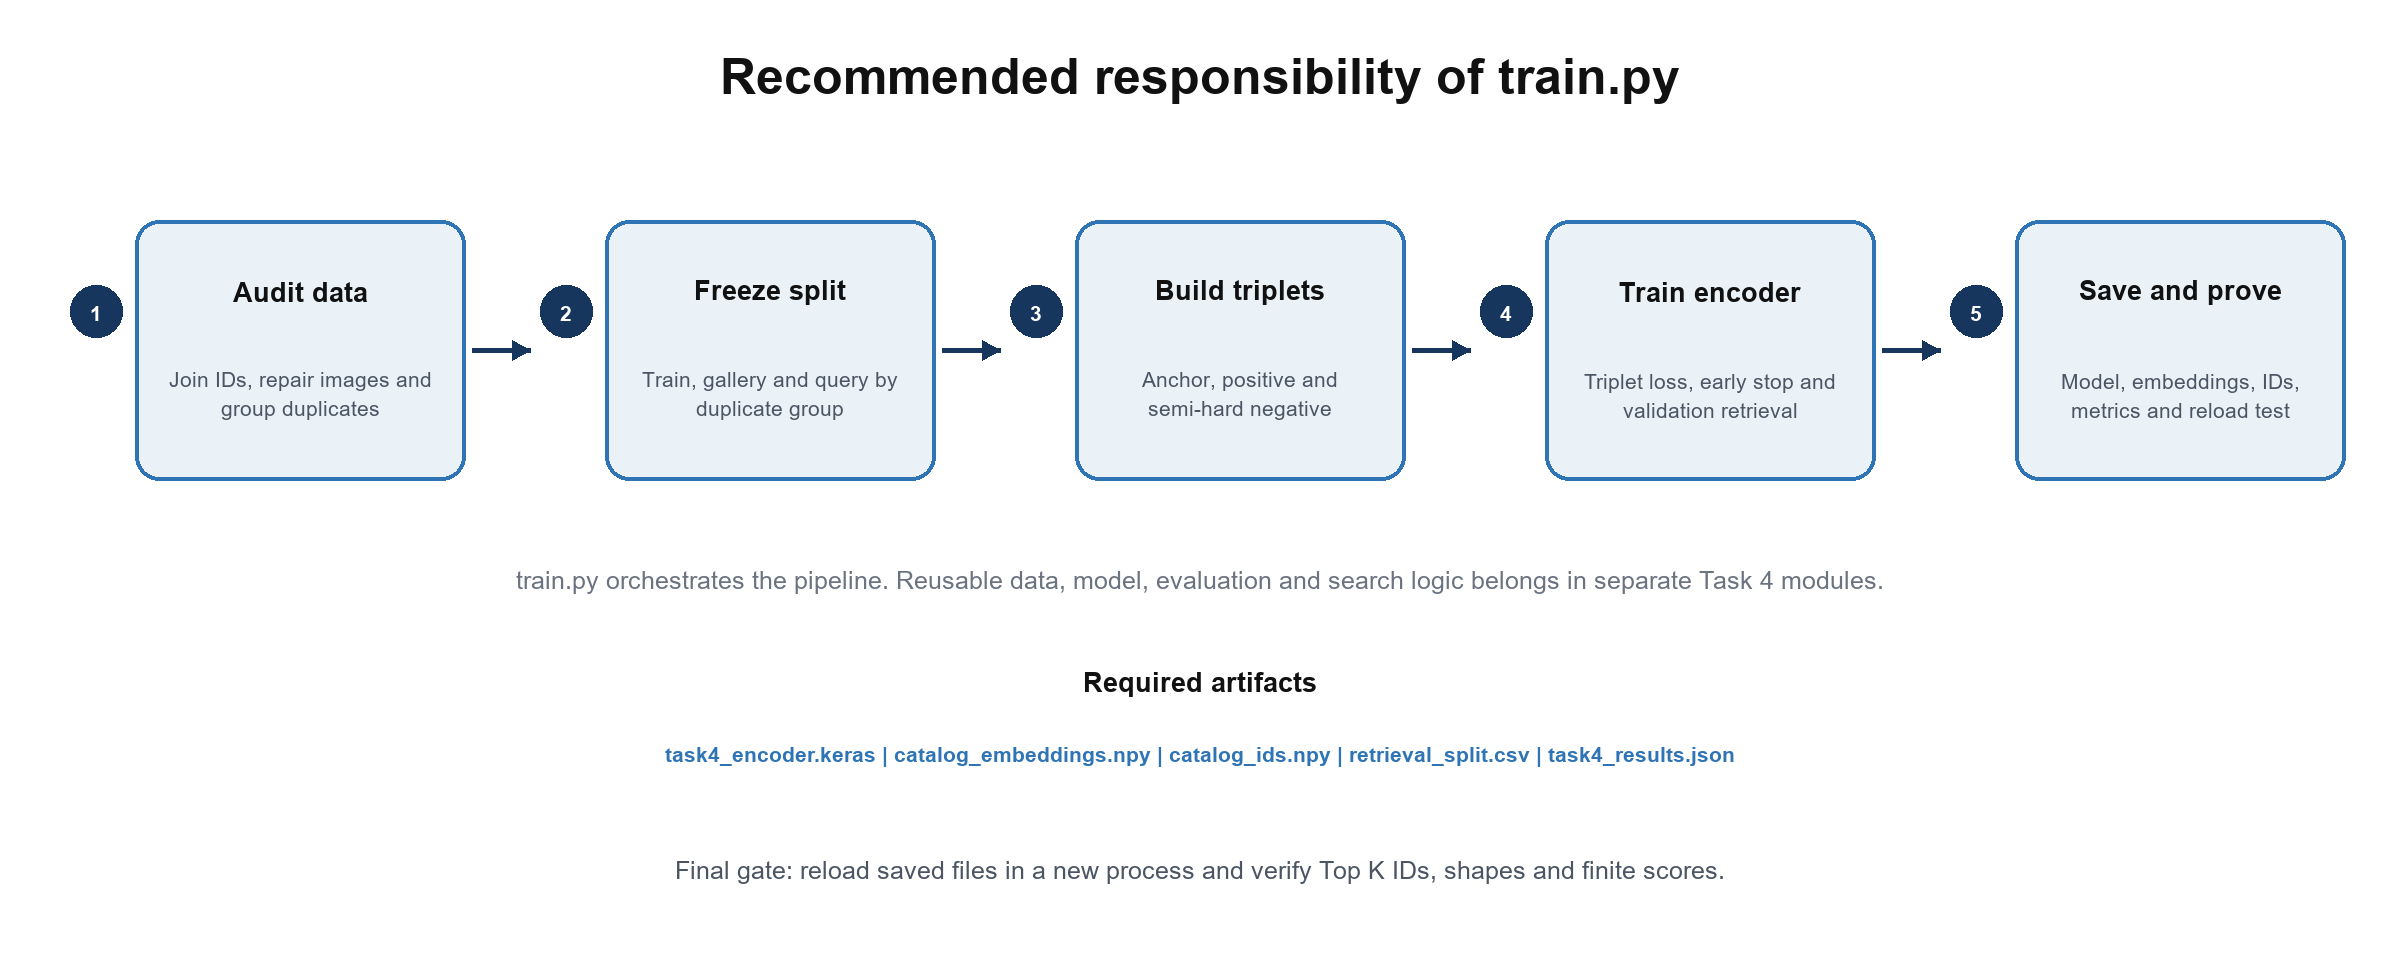 Recommended responsibility of train.py
1
Audit data
Join IDs, repair images and
group duplicates
2
Freeze split
Train, gallery and query by
duplicate group
3
Build triplets
Anchor, positive and
semi-hard negative
4
Train encoder
Triplet loss, early stop and
validation retrieval
5
Save and prove
Model, embeddings, IDs,
metrics and reload test
train.py orchestrates the pipeline. Reusable data, model, evaluation and search logic belongs in separate Task 4 modules.
Required artifacts
task4_encoder.keras | catalog_embeddings.npy | catalog_ids.npy | retrieval_split.csv | task4_results.json
Final gate: reload saved files in a new process and verify Top K IDs, shapes and finite scores.